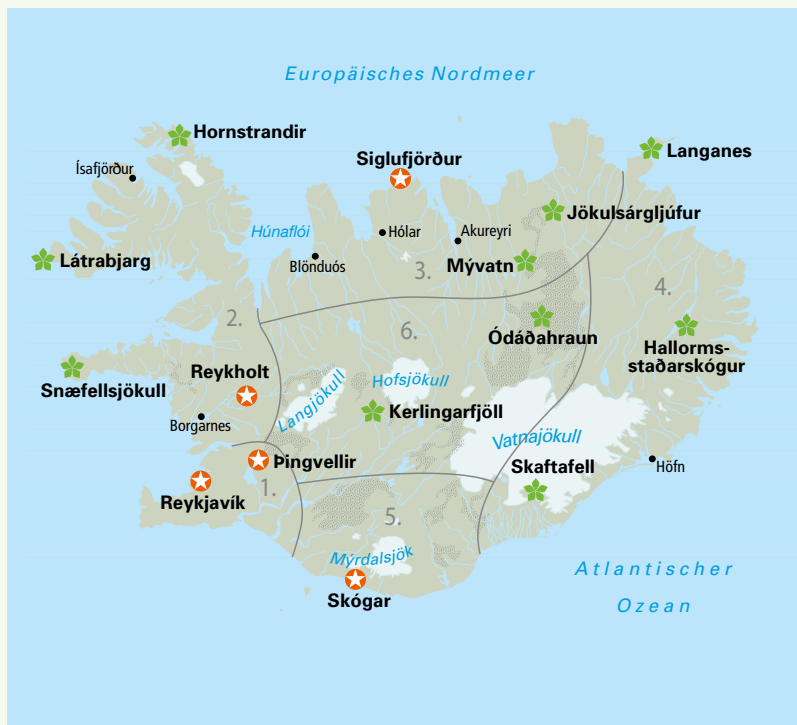 Europäisches Nordmeer
Hornstrandir
Siglufjörður
Langanes
Ísafjörður
Jökulsárgljúfur
Húnaflói
Hólar
Akureyri
Látrabjarg
Blönduós
Mývatn
3.
4.
2.
6.
Ódáðahraun
Hallorms-
staðarskógur
Snæfellsjökull
Reykholt
Langjökull
Hofsjökull
Kerlingarfjöll
Borgarnes
Vatnajökull
Þingvellir
Skaftafell
Höfn
Reykjavík
1.
5.
Mýrdalsjök
Skógar
Atlantischer
Ozean